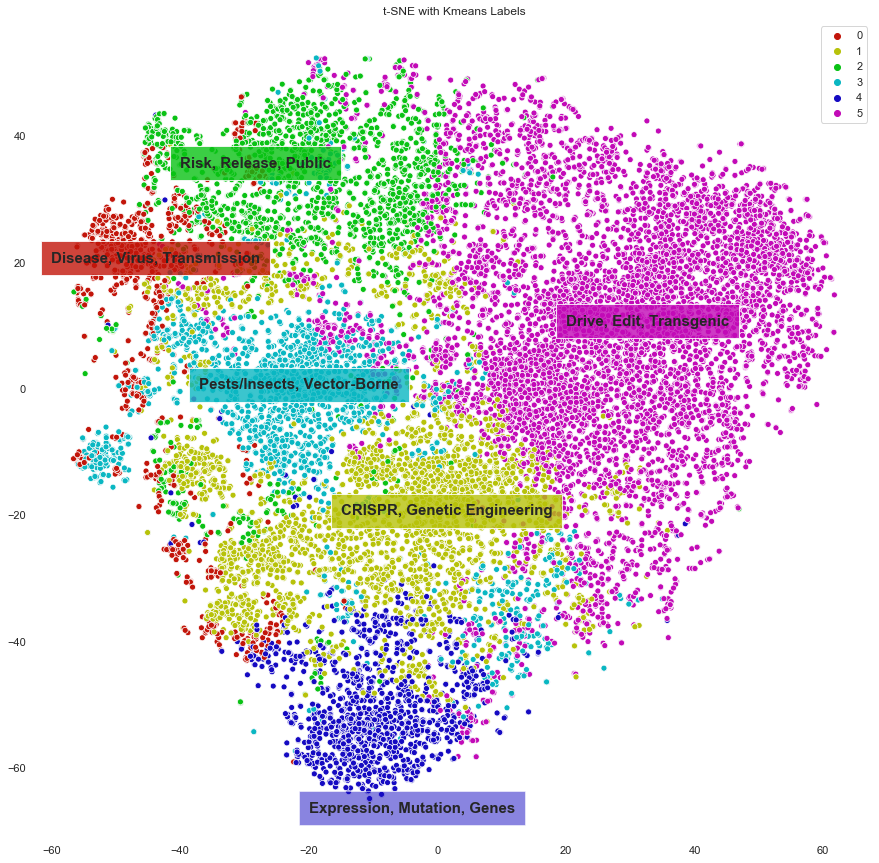 t-SNE with Kmeans Labels
0
1
2
3
4
5
40
Risk, Release, Public
20
Disease, Virus, Transmission
Drive, Edit, Transgenic
0
Pests/Insects, Vector-Borne
−20
CRISPR, Genetic Engineering
−40
−60
Expression, Mutation, Genes
−60
−40
−20
0
20
40
60